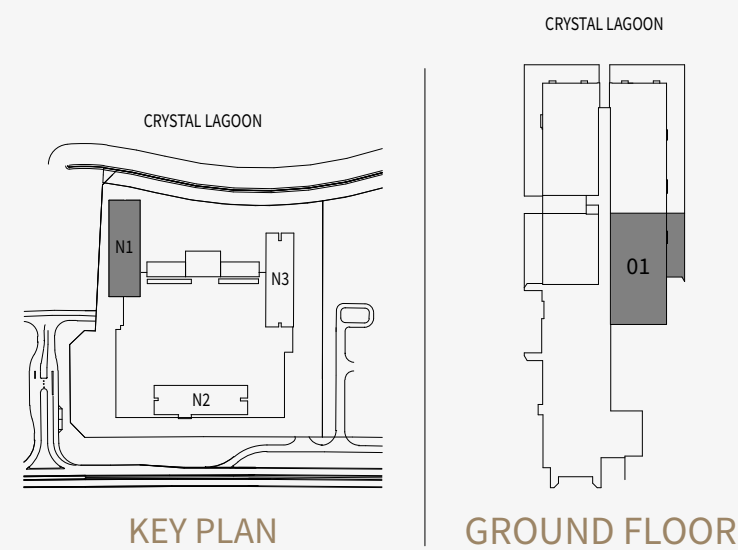 CRYSTAL LAGOON
N1
N3
N2
KEY PLAN
CRYSTAL LAGOON
01
GROUND FLOOR